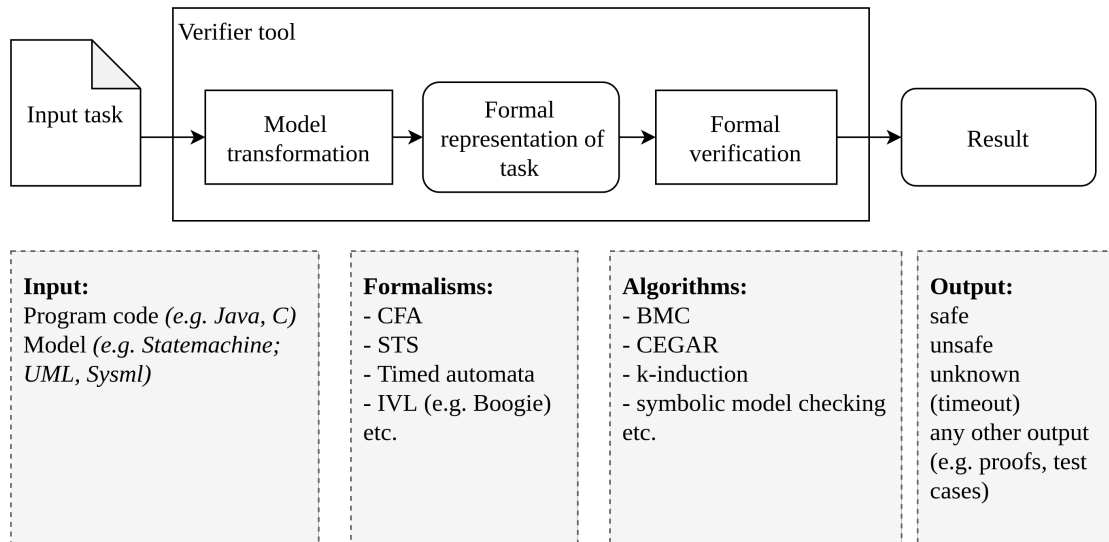 Verifier tool
Input task
Model
transformation
Formal
representation of
task
Formal
verification
Result
Input:
Program code (e.g. Java, C)
Model (e.g. Statemachine;
UML, Sysml)
Formalisms:
- CFA
- STS
- Timed automata
- IVL (e.g. Boogie)
etc.
Algorithms:
- BMC
- CEGAR
- k-induction
- symbolic model checking
etc.
Output:
safe
unsafe
unknown
(timeout)
any other output
(e.g. proofs, test
cases)